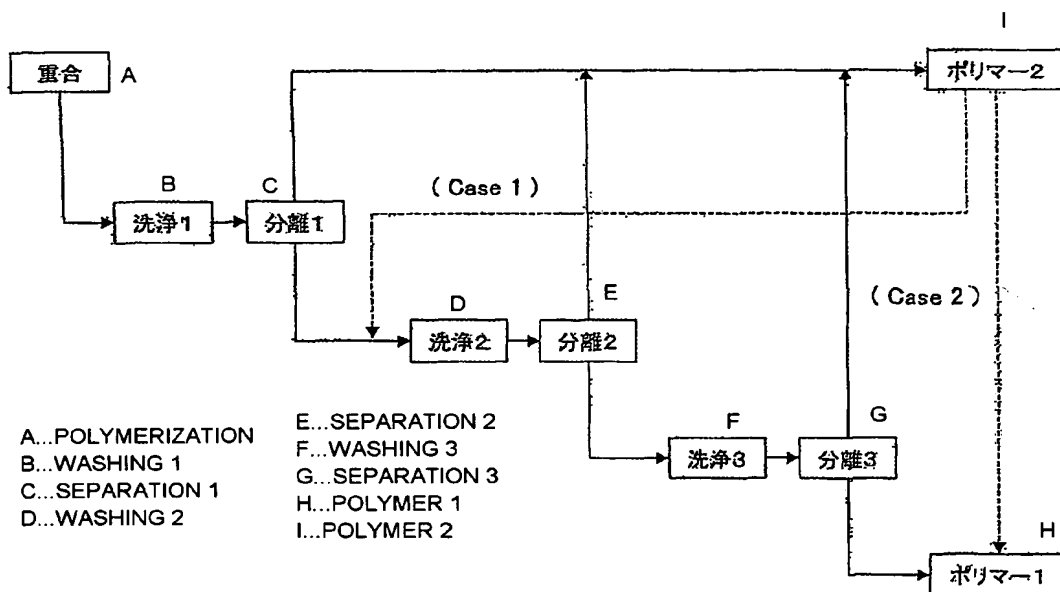 I
重合 A
ポリマー2
B C
(Case 1)
洗浄1 分離1
D E
(Case 2)
洗浄2 分離2
A...POLYMERIZATION
B...WASHING 1
C...SEPARATION 1
D...WASHING 2
E...SEPARATION 2
F...WASHING 3
G...SEPARATION 3
H...POLYMER 1
I...POLYMER 2
F G
洗浄3 分離3
H
ポリマー1